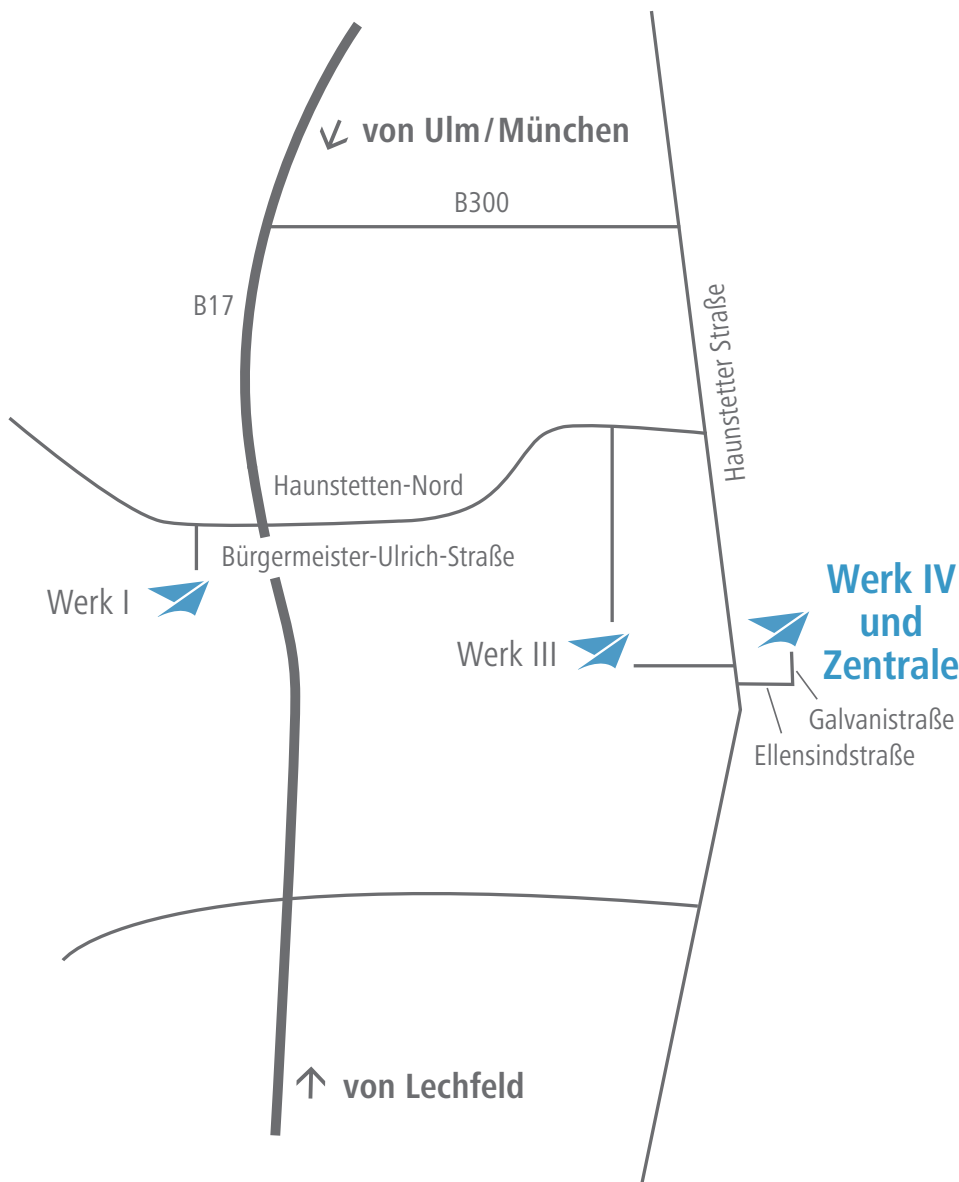 von Ulm/München
B300
B17
Haunstetter Straße
Haunstetten-Nord
Bürgermeister-Ulrich-Straße
Werk I
Werk III
Werk IV
und
Zentrale
Galvanistraße
Ellensindstraße
von Lechfeld